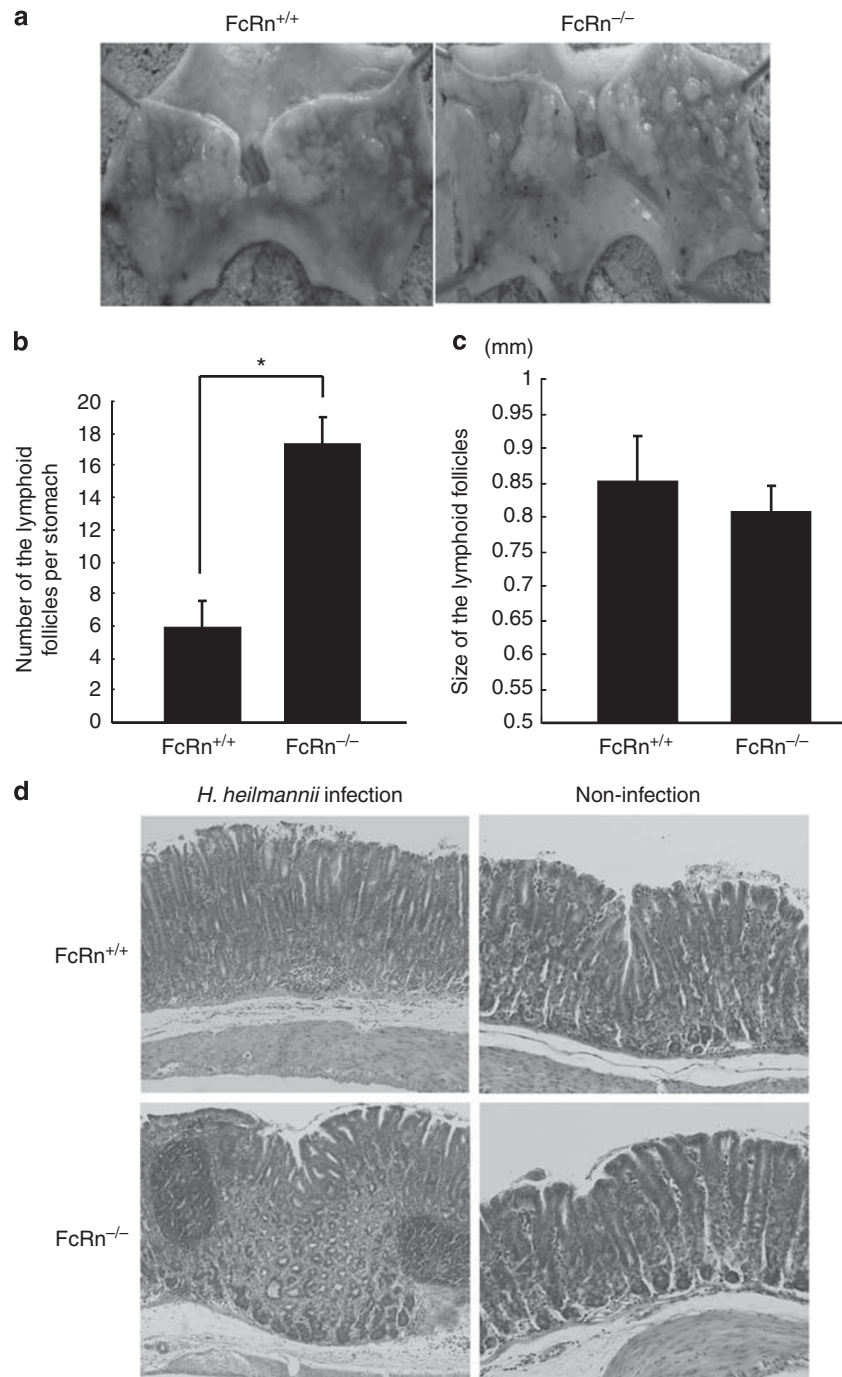 a
FcRn+/+
FcRn–/–
b
*
Number of the lymphoid
follicles per stomach
20
18
16
14
12
10
8
6
4
2
0
FcRn+/+
FcRn–/–
c
(mm)
Size of the lymphoid follicles
1
0.95
0.9
0.85
0.8
0.75
0.7
0.65
0.6
0.55
0.5
FcRn+/+
FcRn–/–
d
H. heilmannii infection
Non-infection
FcRn+/+
FcRn–/–